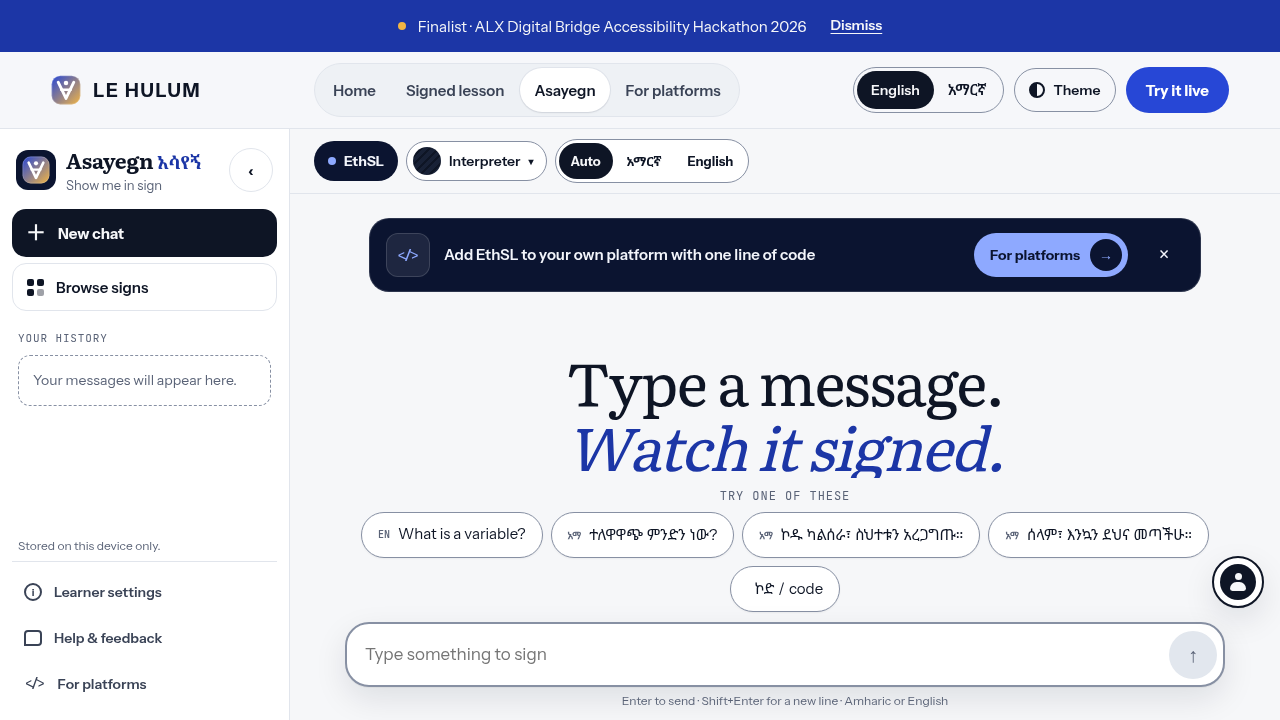 Finalist · ALX Digital Bridge Accessibility Hackathon 2026 Dismiss
LE HULUM
Home Signed lesson Asayegn For platforms
English አማርኛ Theme Try it live
Asayegn አሳየኝ
Show me in sign
‹
EthSL Interpreter ▾ Auto አማርኛ English
New chat
Browse signs
YOUR HISTORY
Your messages will appear here.
</> Add EthSL to your own platform with one line of code For platforms → ×
Type a message.
Watch it signed.
TRY ONE OF THESE
EN What is a variable?
አማ ተለዋዋጭ ምንድን ነው?
አማ ኮዱ ካልሰራ፣ ስህተቱን አረጋግጡ።
አማ ሰላም፣ እንኳን ደህና መጣችሁ።
ኮድ / code
Stored on this device only.
Learner settings
Help & feedback
</> For platforms
Type something to sign ↑
Enter to send · Shift+Enter for a new line · Amharic or English